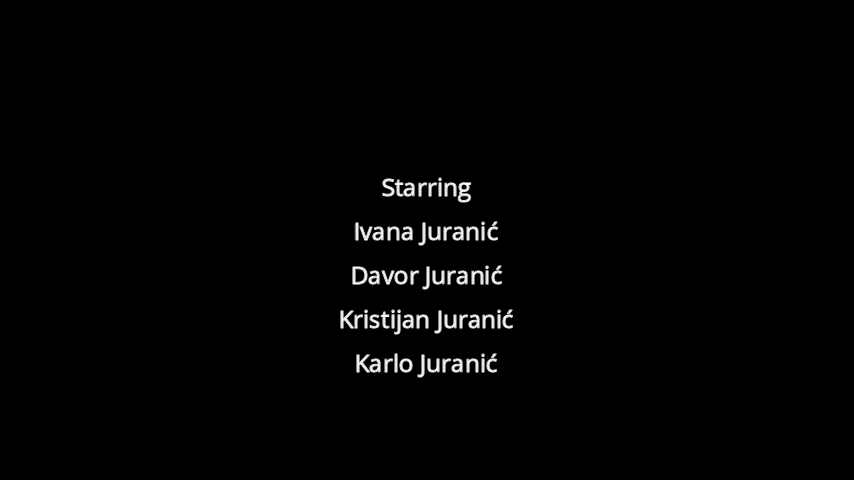 Starring
Ivana Juranić
Davor Juranić
Kristijan Juranić
Karlo Juranić